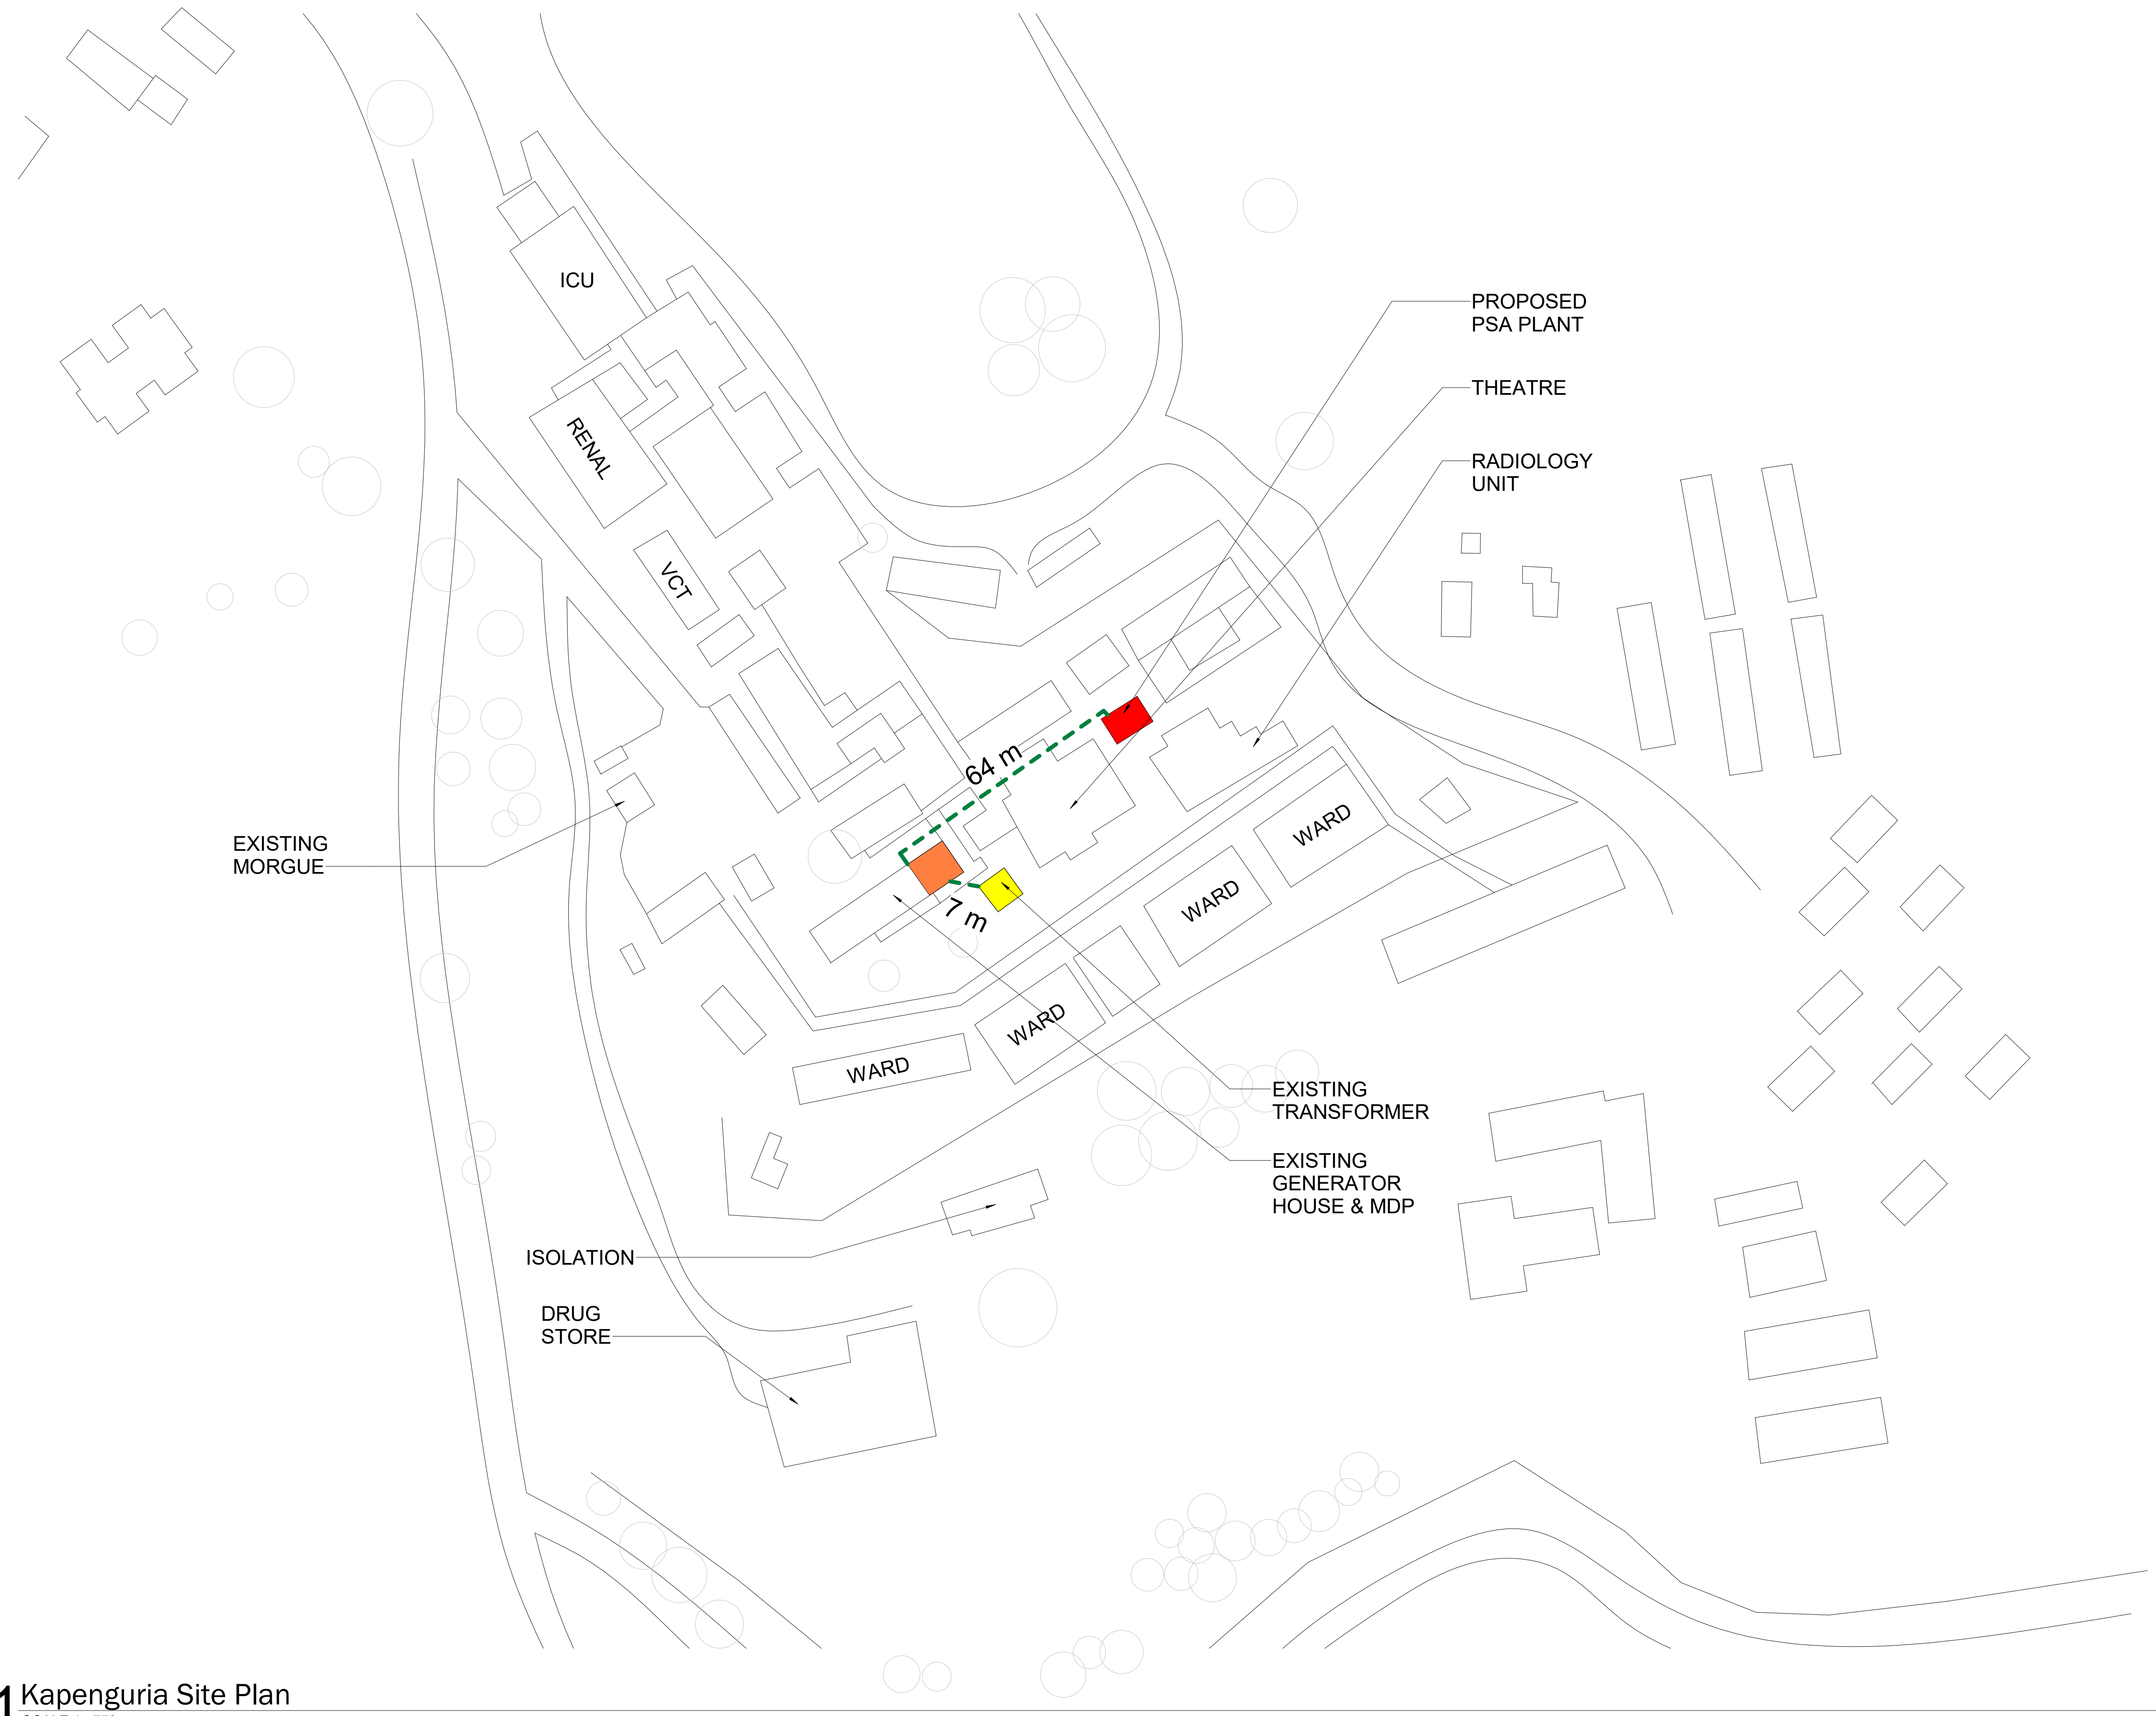 ICU
PROPOSED
PSA PLANT
THEATRE
RENAL
RADIOLOGY
UNIT
VCT
64 m
EXISTING
MORGUE
WARD
WARD
7 m
WARD
WARD
EXISTING
TRANSFORMER
EXISTING
GENERATOR
HOUSE & MDP
ISOLATION
DRUG
STORE
1 Kapenguria Site Plan